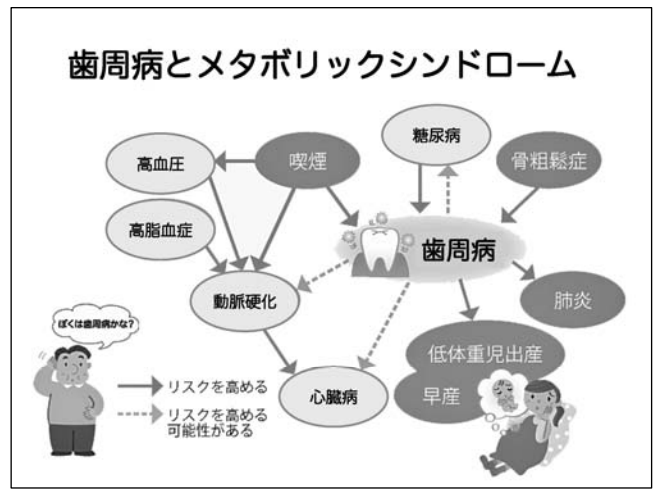 歯周病とメタボリックシンドローム
糖尿病
高血圧
喫煙
骨粗鬆症
高脂血症
歯周病
動脈硬化
肺炎
ぼくは歯周病かな?
低体重児出産
リスクを高める
心臓病
早産
リスクを高める
可能性がある